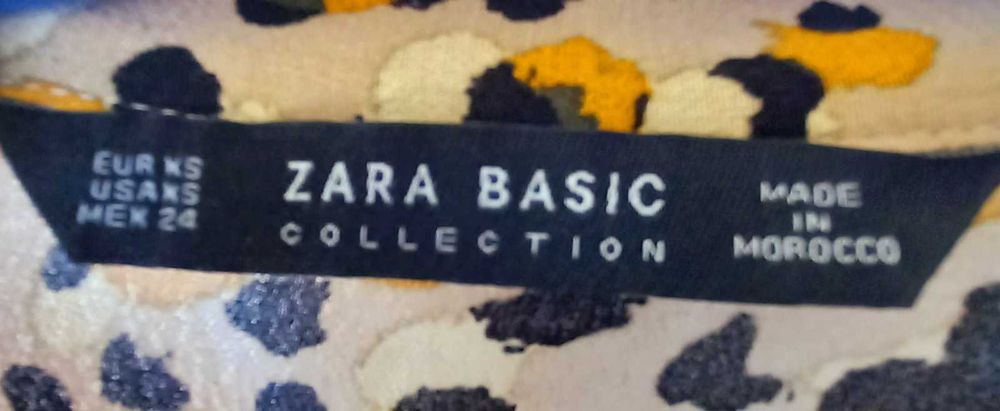 EUR XS
USA XS
MEX 24
ZARA BASIC
COLLECTION
MADE
IN
MOROCCO